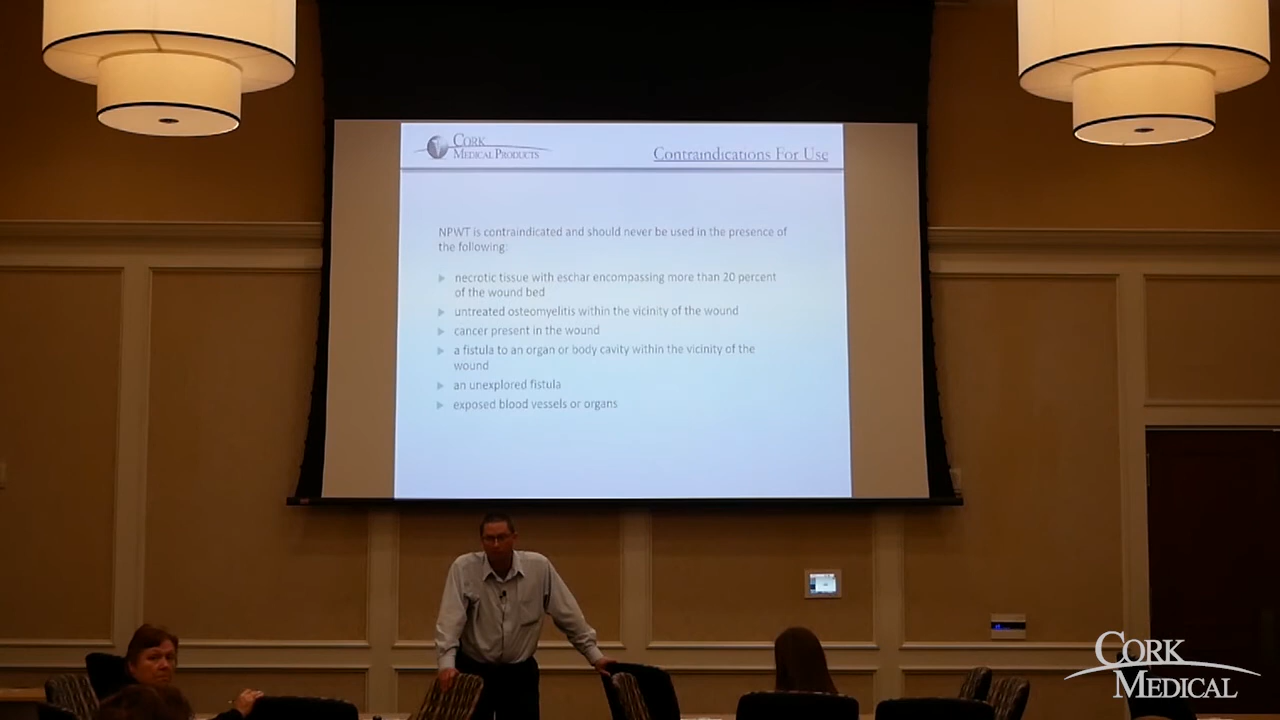 CORK
MEDICAL PRODUCTS
Contraindications For Use
NPWT is contraindicated and should never be used in the presence of
the following:
necrotic tissue with eschar encompassing more than 20 percent
of the wound bed
untreated osteomyelitis within the vicinity of the wound
cancer present in the wound
a fistula to an organ or body cavity within the vicinity of the
wound
an unexplored fistula
exposed blood vessels or organs
CORK
MEDICAL